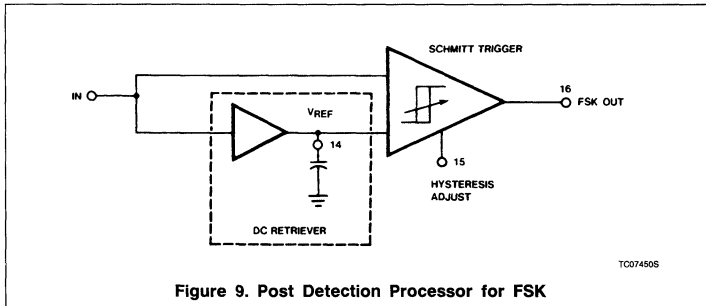 SCHMITT TRIGGER
IN
VREF
14
16
FSK OUT
15
HYSTERESIS
ADJUST
DC RETRIEVER
TC07450S
Figure 9. Post Detection Processor for FSK